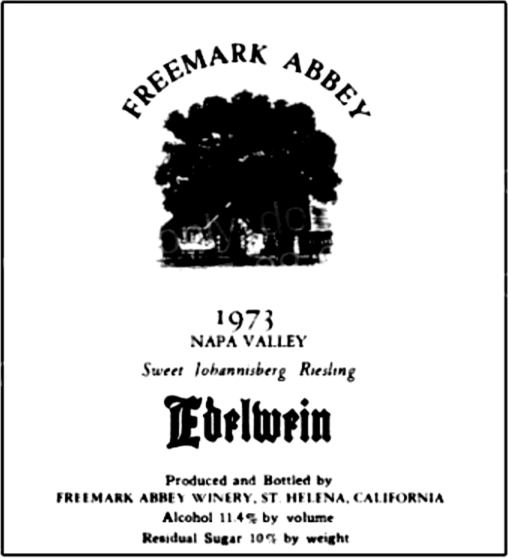 FREEMARK ABBEY
1973
NAPA VALLEY
Sweet Johannisberg Riesling
Edelwein
Produced and Bottled by
FREEMARK ABBEY WINERY, ST. HELENA, CALIFORNIA
Alcohol 11.4% by volume
Residual Sugar 10% by weight